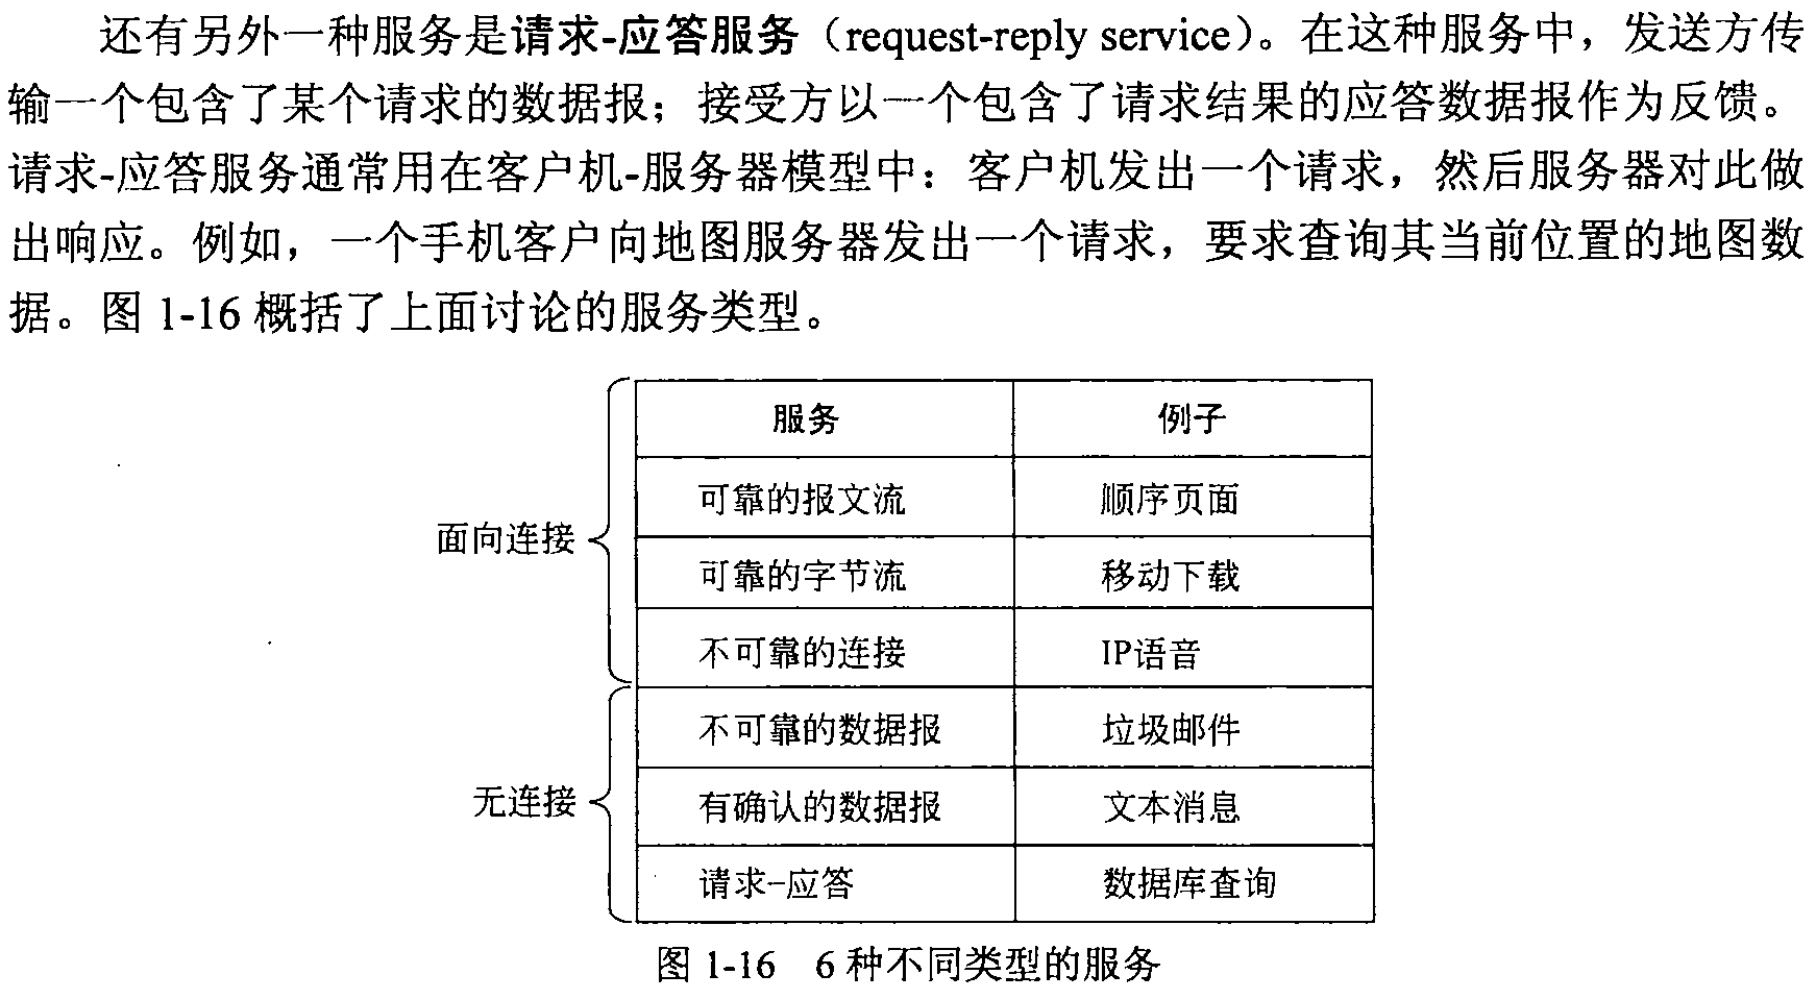 还有另外一种服务是请求-应答服务（request-reply service）。在这种服务中，发送方传
输一个包含了某个请求的数据报；接受方以一个包含了请求结果的应答数据报作为反馈。
请求-应答服务通常用在客户机-服务器模型中：客户机发出一个请求，然后服务器对此做
出响应。例如，一个手机客户向地图服务器发出一个请求，要求查询其当前位置的地图数
据。图 1-16 概括了上面讨论的服务类型。
服务 例子
可靠的报文流 顺序页面
面向连接
可靠的字节流 移动下载
不可靠的连接 IP语音
不可靠的数据报 垃圾邮件
无连接
有确认的数据报 文本消息
请求-应答 数据库查询
图 1-16 6 种不同类型的服务